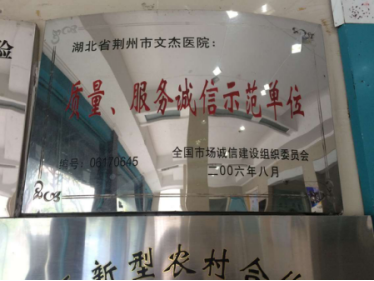 湖北省荆州市文杰医院：
质量、服务诚信示范单位
编号：06170645
全国市场诚信建设组织委员会
二00六年八月
新型农村合